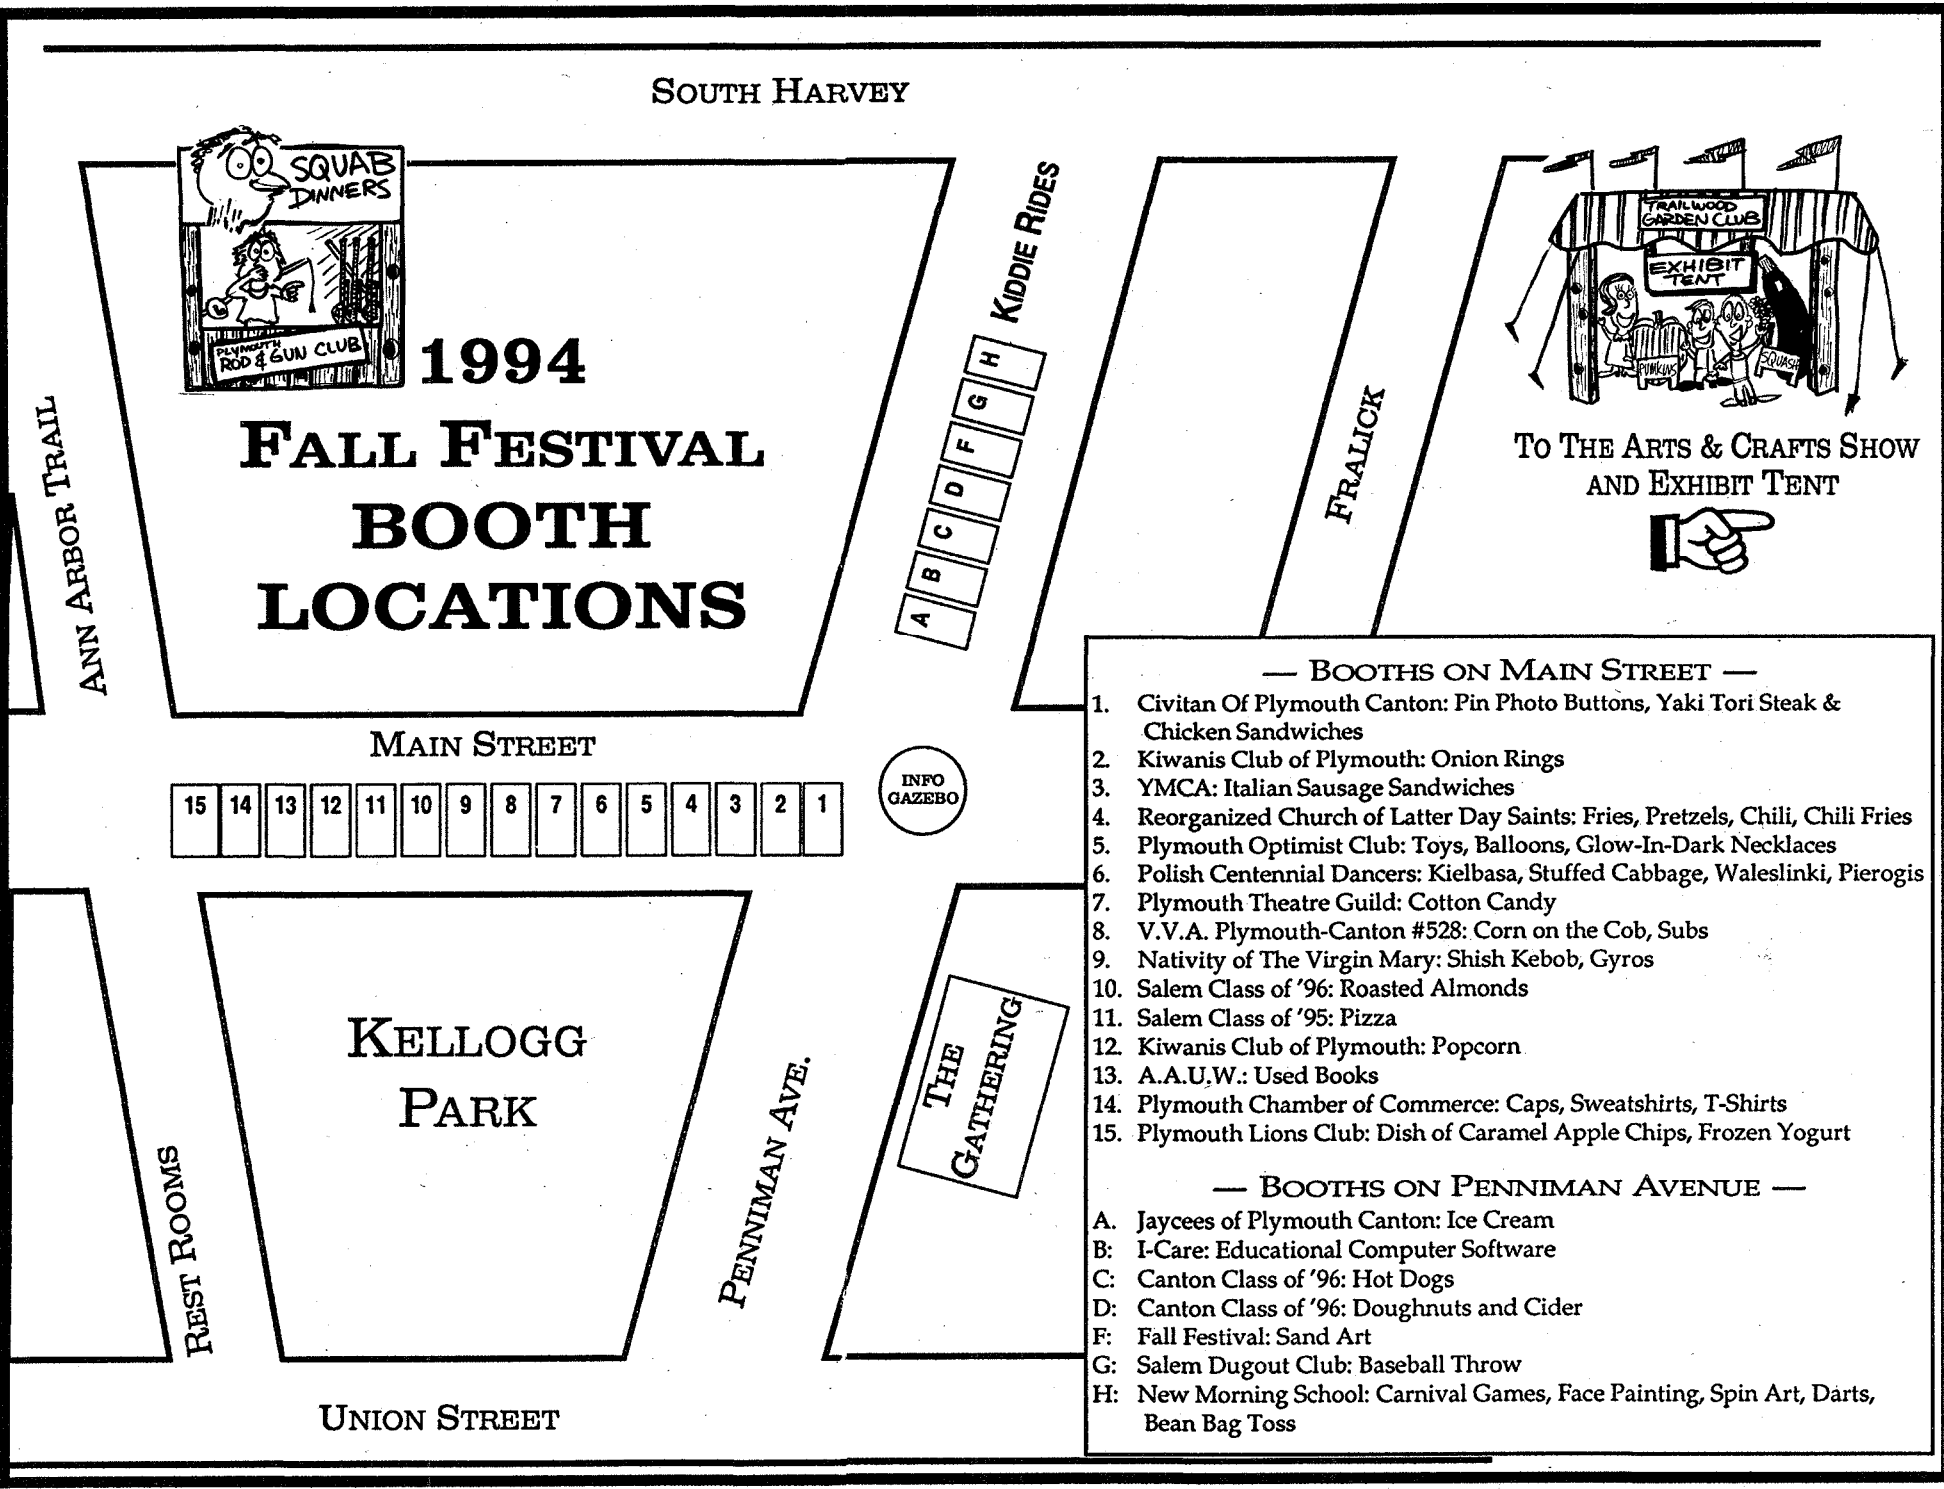 SOUTH HARVEY
SQUAB
DINNERS
PLYMOUTH
ROD & GUN CLUB
1994
FALL FESTIVAL
BOOTH
LOCATIONS
ANN ARBOR TRAIL
KIDDIE RIDES
H
G
F
D
C
B
A
FRALICK
TRAILWOOD
GARDEN CLUB
EXHIBIT
TENT
PUMKINS
SQUASH
TO THE ARTS & CRAFTS SHOW
AND EXHIBIT TENT
MAIN STREET
15 14 13 12 11 10 9 8 7 6 5 4 3 2 1
INFO
GAZEBO
KELLOGG
PARK
REST ROOMS
PENNIMAN AVE.
THE
GATHERING
UNION STREET
— BOOTHS ON MAIN STREET —
1. Civitan Of Plymouth Canton: Pin Photo Buttons, Yaki Tori Steak &
Chicken Sandwiches
2. Kiwanis Club of Plymouth: Onion Rings
3. YMCA: Italian Sausage Sandwiches
4. Reorganized Church of Latter Day Saints: Fries, Pretzels, Chili, Chili Fries
5. Plymouth Optimist Club: Toys, Balloons, Glow-In-Dark Necklaces
6. Polish Centennial Dancers: Kielbasa, Stuffed Cabbage, Waleslinki, Pierogis
7. Plymouth Theatre Guild: Cotton Candy
8. V.V.A. Plymouth-Canton #528: Corn on the Cob, Subs
9. Nativity of The Virgin Mary: Shish Kebob, Gyros
10. Salem Class of '96: Roasted Almonds
11. Salem Class of '95: Pizza
12. Kiwanis Club of Plymouth: Popcorn
13. A.A.U.W.: Used Books
14. Plymouth Chamber of Commerce: Caps, Sweatshirts, T-Shirts
15. Plymouth Lions Club: Dish of Caramel Apple Chips, Frozen Yogurt
— BOOTHS ON PENNIMAN AVENUE —
A. Jaycees of Plymouth Canton: Ice Cream
B: I-Care: Educational Computer Software
C: Canton Class of '96: Hot Dogs
D: Canton Class of '96: Doughnuts and Cider
F: Fall Festival: Sand Art
G: Salem Dugout Club: Baseball Throw
H: New Morning School: Carnival Games, Face Painting, Spin Art, Darts,
Bean Bag Toss